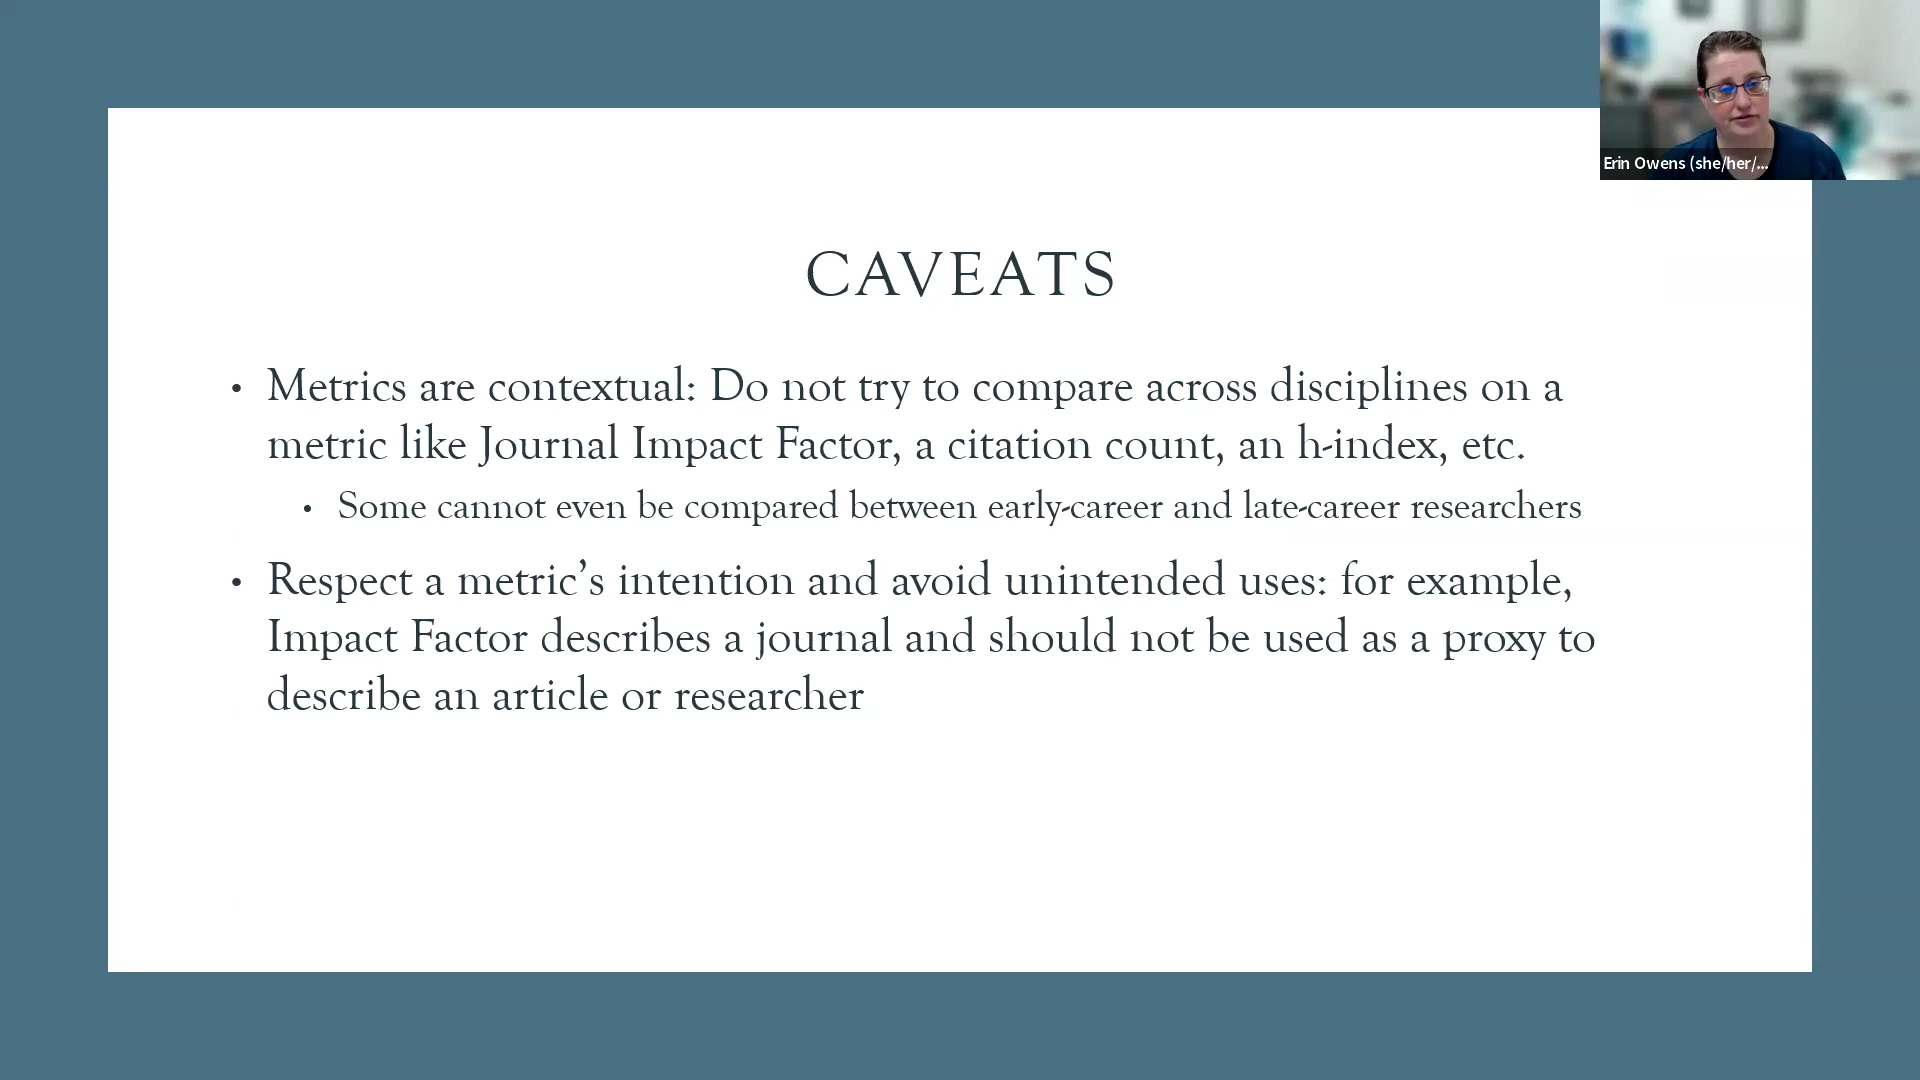 Erin Owens (she/her/...
CAVEATS
• Metrics are contextual: Do not try to compare across disciplines on a
metric like Journal Impact Factor, a citation count, an h-index, etc.
• Some cannot even be compared between early-career and late-career researchers
• Respect a metric’s intention and avoid unintended uses: for example,
Impact Factor describes a journal and should not be used as a proxy to
describe an article or researcher